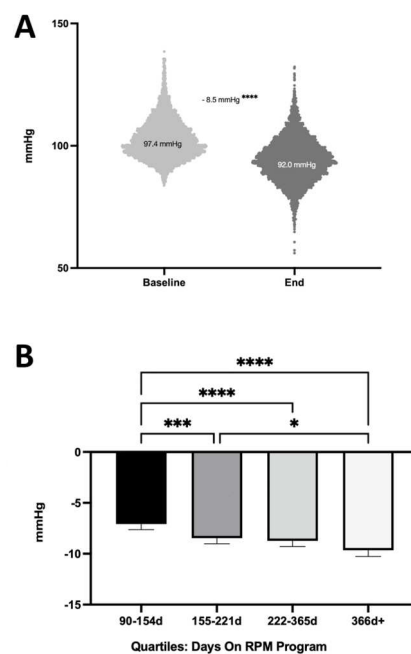 A
150
- 8.5 mmHg ****
mmHg
100
97.4 mmHg
92.0 mmHg
50
Baseline
End
B
****
****
***
*
0
-5
mmHg
-10
-15
90-154d
155-221d
222-365d
366d+
Quartiles: Days On RPM Program